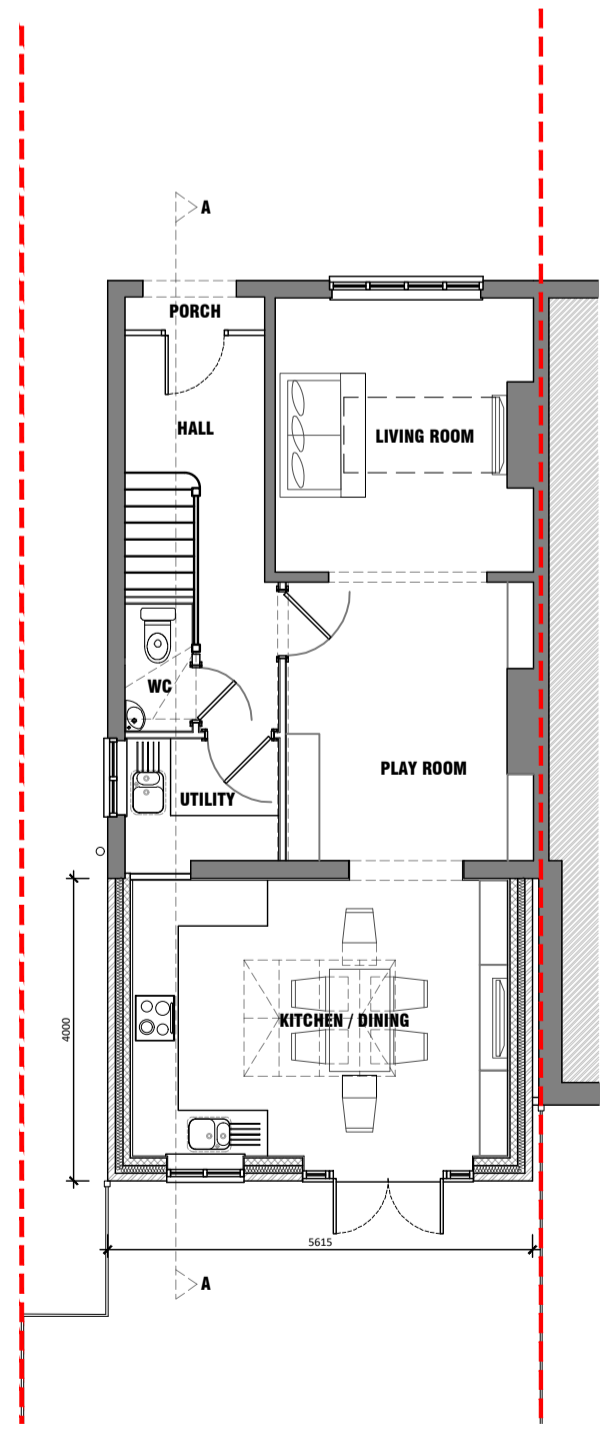 A
PORCH
HALL
LIVING ROOM
WC
PLAY ROOM
UTILITY
4000
KITCHEN / DINING
5615
A